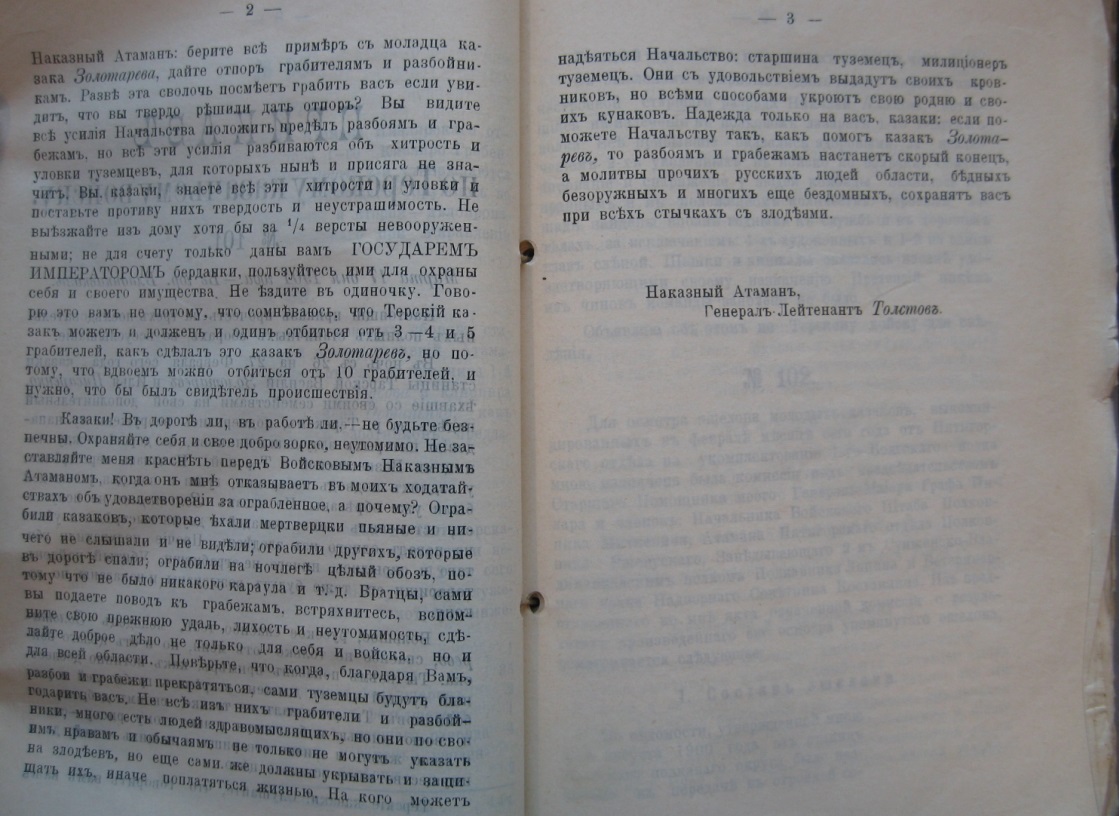 — 2 —
Наказный Атаманъ: берите всѣ примѣръ съ моладца ка-
зака Золотарева, дайте отпоръ грабителямъ и разбойни-
камъ. Развѣ эта сволочь посмѣетъ грабить васъ если уви-
дитъ, что вы твердо рѣшили дать отпоръ? Вы видите
всѣ усилія Начальства положить предѣлъ разбоямъ и гра-
бежамъ, но всѣ эти усилія разбиваются объ хитрость и
уловки туземцевъ, для которыхъ нынѣ и присяга не зна-
читъ. Вы, казаки, знаете всѣ эти хитрости и уловки и
поставьте противу нихъ твердость и неустрашимость. Не
выѣзжайте изъ дому хотя бы за ¹/₄ версты невооружен-
ными; не для счету только даны вамъ ГОСУДАРЕМЪ
ИМПЕРАТОРОМЪ берданки, пользуйтесь ими для охраны
себя и своего имущества. Не ѣздите въ одиночку. Гово-
рю это вамъ не потому, что сомнѣваюсь, что Терскій ка-
закъ можетъ и долженъ и одинъ отбиться отъ 3—4 и 5
грабителей, какъ сдѣлалъ это казакъ Золотаревъ, но по-
тому, что вдвоемъ можно отбиться отъ 10 грабителей, и
нужно, что бы былъ свидѣтель происшествія.
Казаки! Въ дорогѣ ли, въ работѣ ли,—не будьте без-
печны. Охраняйте себя и свое добро зорко, неутомимо. Не за-
ставляйте меня краснѣть передъ Войсковымъ Наказнымъ
Атаманомъ, когда онъ мнѣ отказываетъ въ моихъ ходатай-
ствахъ объ удовлетвореніи за ограбленное, а почему? Огра-
били казаковъ, которые ѣхали мертвецки пьяные и ни-
чего не слышали и не видѣли; ограбили другихъ, которые
въ дорогѣ спали; ограбили на ночлегѣ цѣлый обозъ, по-
тому что не было никакого караула и т. д. Братцы, сами
вы подаете поводъ къ грабежамъ. встряхнитесь, вспом-
ните свою прежнюю удаль, лихость и неутомимость, сдѣ-
лайте доброе дѣло не только для себя и войска, но и
для всей области. Повѣрьте, что когда, благодаря Вамъ,
разбои и грабежи прекратятьса, сами туземцы будутъ бла-
годарить васъ. Не всѣ изъ нихъ грабители и разбой-
ники, много есть людей здравомыслящихъ, но они по сво-
имъ нравамъ и обычаямъ не только не могутъ указать
на злодѣевъ, но еще сами же должны укрывать и защи-
щать ихъ, иначе поплатяться жизнью. На кого можетъ
— 3 —
надѣяться Начальство: старшина туземецъ, милиціонеръ
туземецъ. Они съ удовольствіемъ выдадутъ своихъ кров-
никовъ, но всѣми способами укроютъ свою родню и сво-
ихъ кунаковъ. Надежда только на васъ, казаки: если по-
можете Начальству такъ, какъ помогъ казакъ Золота-
ревъ, то разбоямъ и грабежамъ настанетъ скорый конецъ,
а молитвы прочихъ русскихъ людей области, бѣдныхъ
безоружныхъ и многихъ еще бездомныхъ, сохранятъ васъ
при всѣхъ стычкахъ съ злодѣями.
Наказный Атаманъ,
Генералъ-Лейтенантъ Толстовъ.